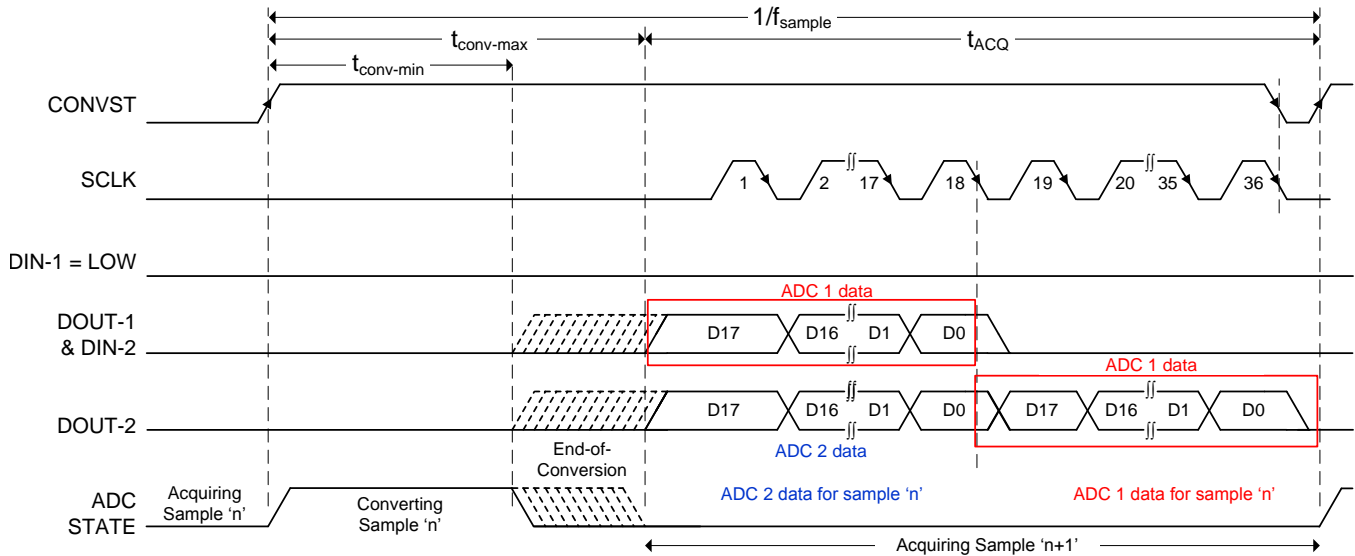 1/fsample
tconv-max
tACQ
tconv-min
CONVST
SCLK
1 2 ∫∫ 17 18 19 20 ∫∫ 35 36
DIN-1 = LOW
ADC 1 data
DOUT-1
& DIN-2
D17 D16 ∫∫ D1 D0
∫∫
ADC 1 data
DOUT-2
D17 D16 ∫∫ D1 D0 D17 D16 ∫∫ D1 D0
∫∫ ∫∫
ADC 2 data
End-of-
Conversion
ADC
STATE
Acquiring
Sample ‘n’
Converting
Sample ‘n’
ADC 2 data for sample ‘n’
ADC 1 data for sample ‘n’
Acquiring Sample ‘n+1’